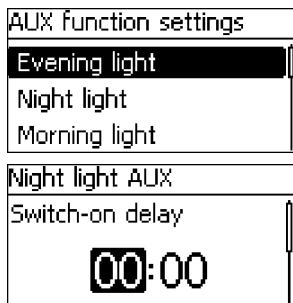 AUX function settings
Evening light
Night light
Morning light
Night light AUX
Switch-on delay
00:00